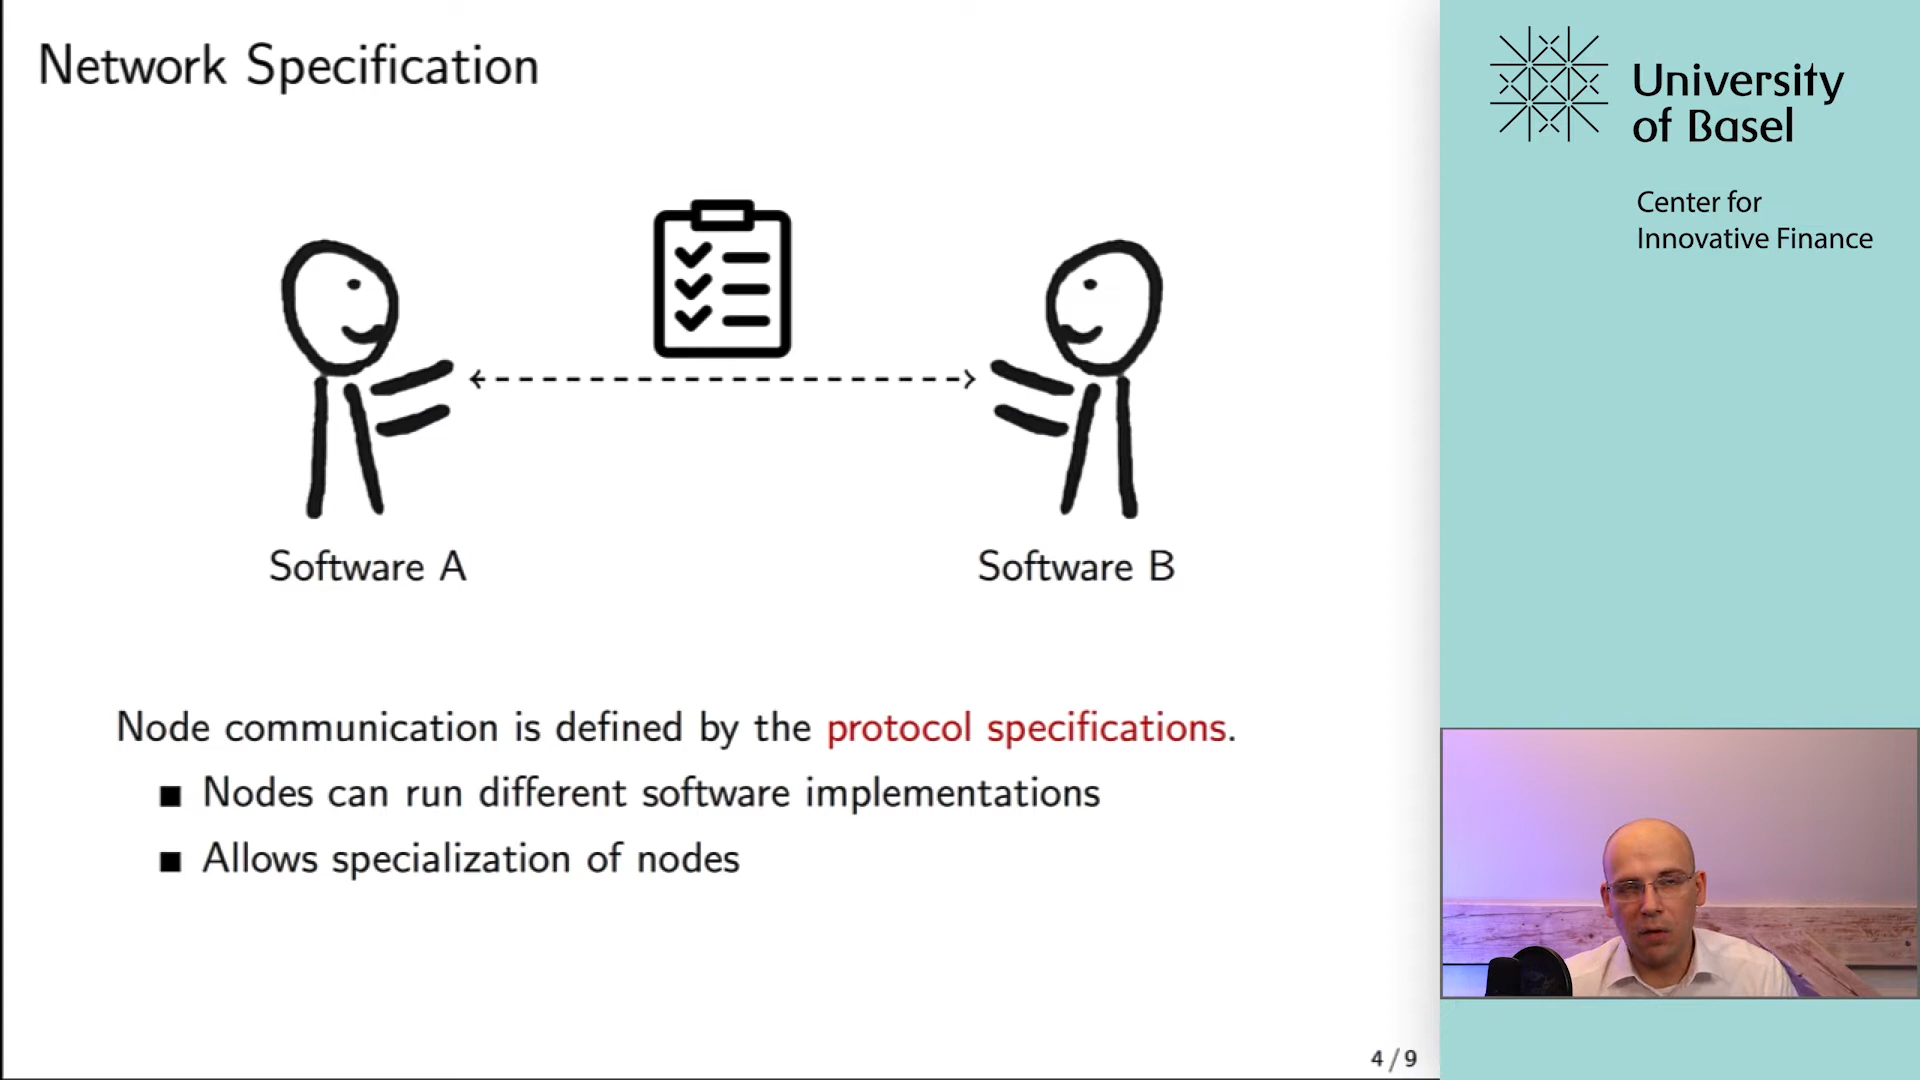 Network Specification
Software A
Software B
Node communication is defined by the protocol specifications.
■ Nodes can run different software implementations
■ Allows specialization of nodes
4 / 9
University
of Basel
Center for
Innovative Finance